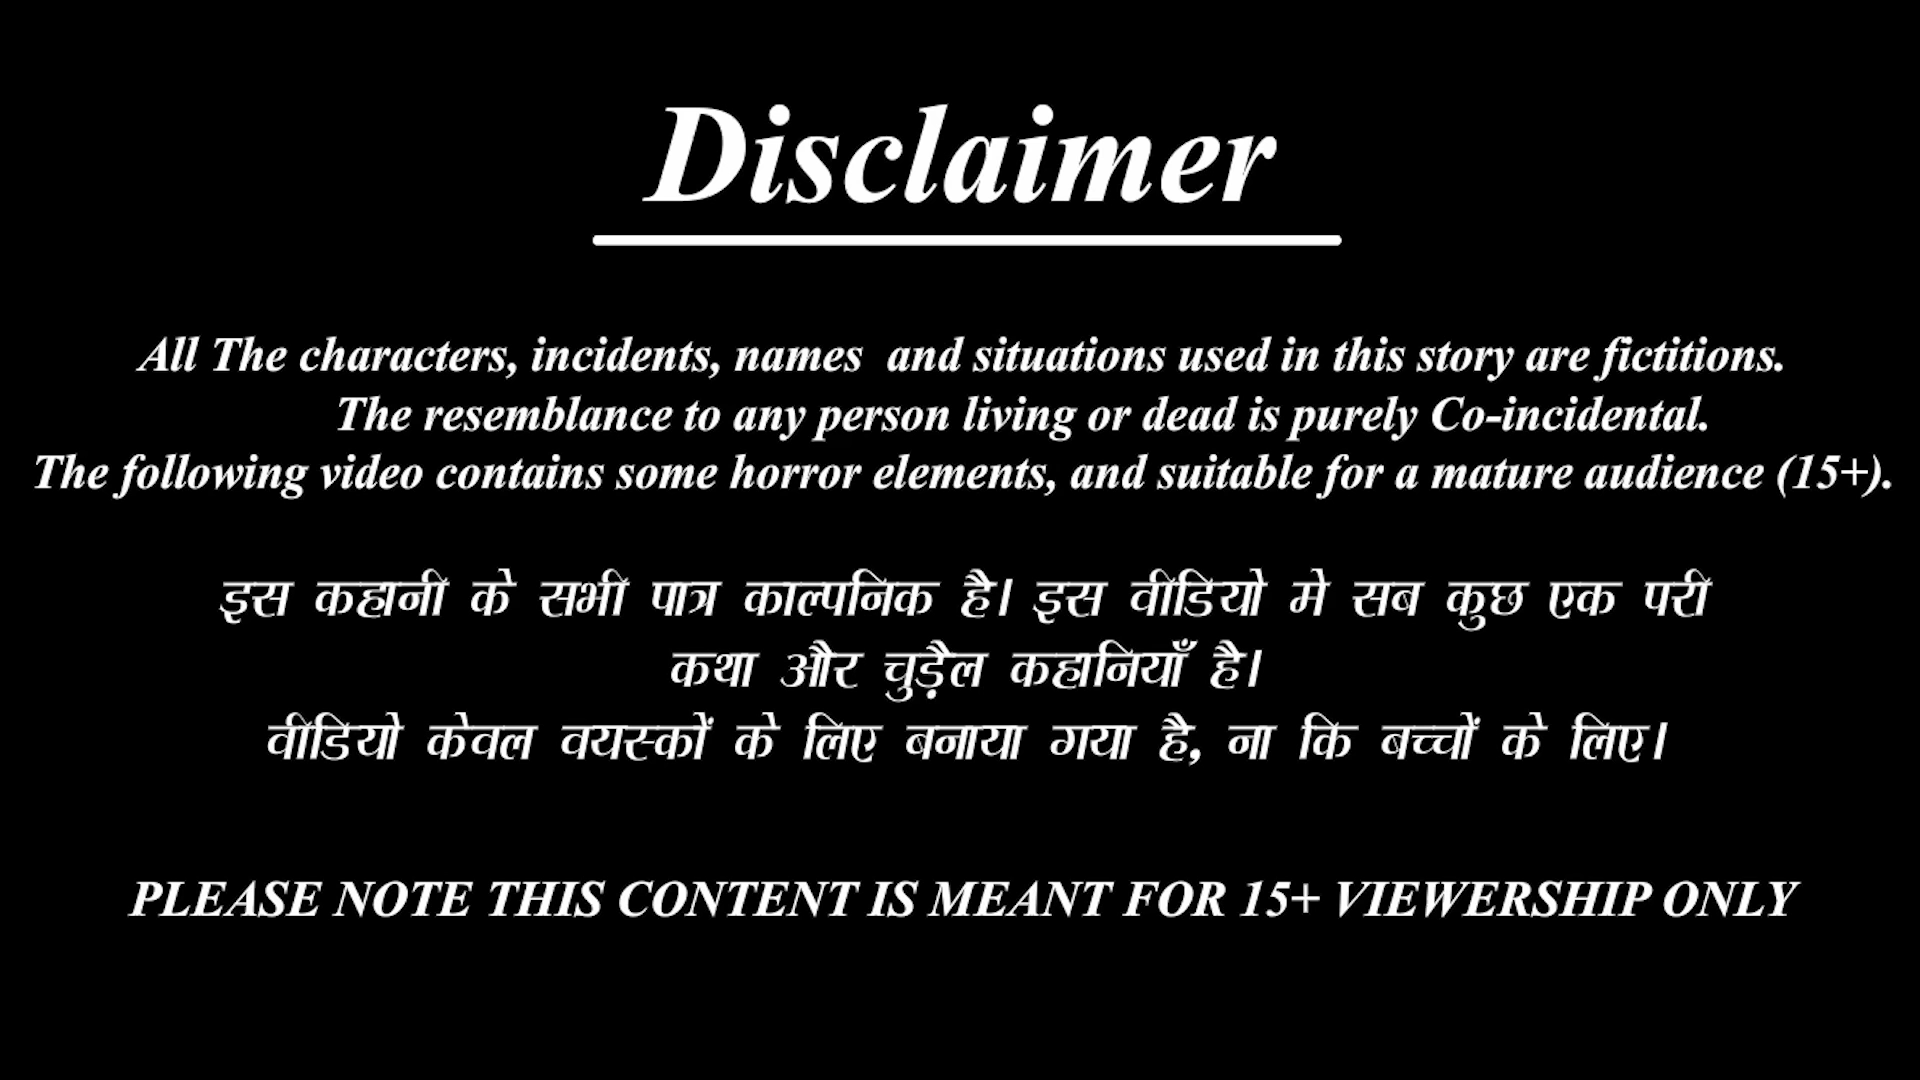 Disclaimer
All The characters, incidents, names and situations used in this story are fictitions.
The resemblance to any person living or dead is purely Co-incidental.
The following video contains some horror elements, and suitable for a mature audience (15+).
इस कहानी के सभी पात्र काल्पनिक है। इस वीडियो मे सब कुछ एक परी
कथा और चुड़ैल कहानियाँ है।
वीडियो केवल वयस्कों के लिए बनाया गया है, ना कि बच्चों के लिए।
PLEASE NOTE THIS CONTENT IS MEANT FOR 15+ VIEWERSHIP ONLY